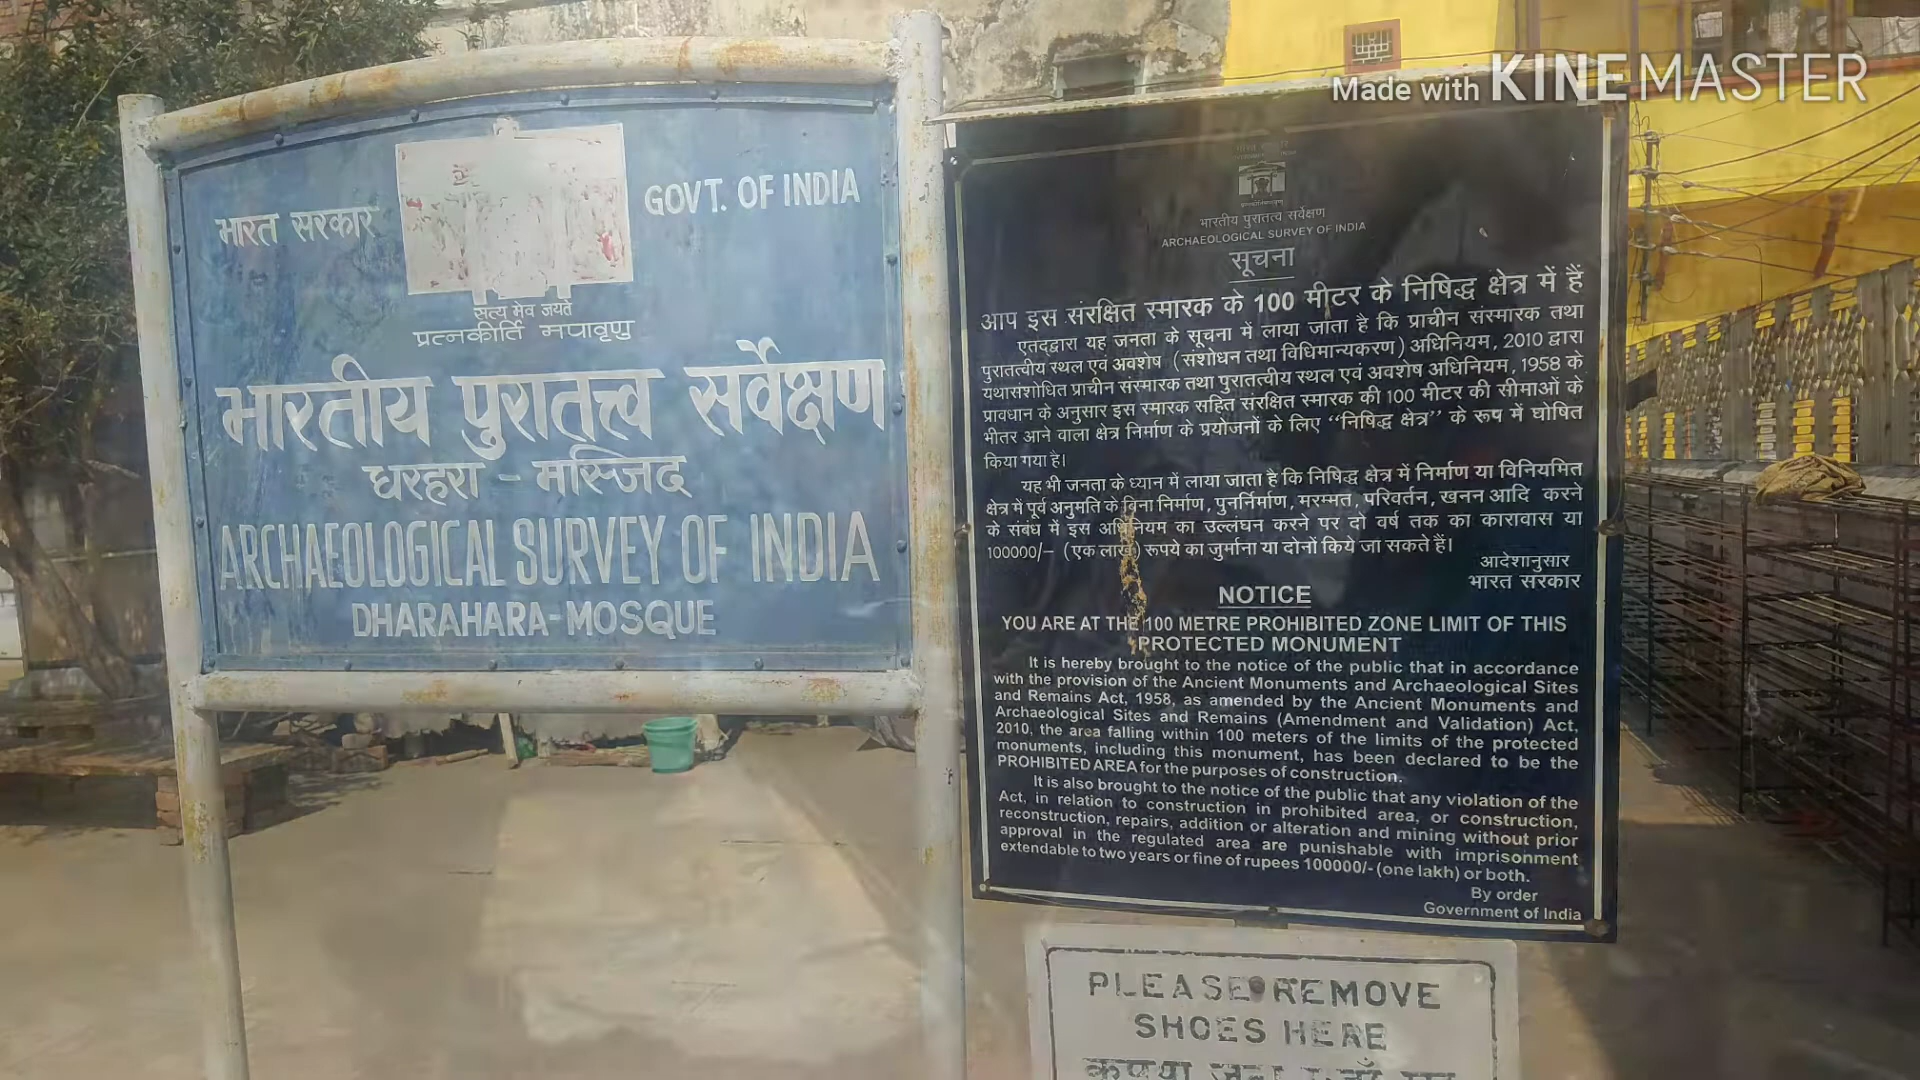 Made with KINEMASTER
भारत सरकार
GOVT. OF INDIA
सत्य मेव जयते
प्रत्नकीर्ति मपावृणु
भारतीय पुरातत्त्व सर्वेक्षण
धरहरा - मस्जिद
ARCHAEOLOGICAL SURVEY OF INDIA
DHARAHARA-MOSQUE
भारतीय पुरातत्व सर्वेक्षण
ARCHAEOLOGICAL SURVEY OF INDIA
सूचना
आप इस संरक्षित स्मारक के 100 मीटर के निषिद्ध क्षेत्र में हैं
एतद्द्वारा यह जनता के सूचना में लाया जाता है कि प्राचीन संस्मारक तथा
पुरातत्वीय स्थल एवं अवशेष (संशोधन तथा विधिमान्यकरण) अधिनियम, 2010 द्वारा
यथासंशोधित प्राचीन संस्मारक तथा पुरातत्वीय स्थल एवं अवशेष अधिनियम, 1958 के
प्रावधान के अनुसार इस स्मारक सहित संरक्षित स्मारक की 100 मीटर की सीमाओं के
भीतर आने वाला क्षेत्र निर्माण के प्रयोजनों के लिए “निषिद्ध क्षेत्र” के रूप में घोषित
किया गया है।
यह भी जनता के ध्यान में लाया जाता है कि निषिद्ध क्षेत्र में निर्माण या विनियमित
क्षेत्र में पूर्व अनुमति के बिना निर्माण, पुनर्निर्माण, मरम्मत, परिवर्तन, खनन आदि करने
के संबंध में इस अधिनियम का उल्लंघन करने पर दो वर्ष तक का कारावास या
100000/- (एक लाख) रूपये का जुर्माना या दोनों किये जा सकते हैं।
आदेशानुसार
भारत सरकार
NOTICE
YOU ARE AT THE 100 METRE PROHIBITED ZONE LIMIT OF THIS
PROTECTED MONUMENT
It is hereby brought to the notice of the public that in accordance
with the provision of the Ancient Monuments and Archaeological Sites
and Remains Act, 1958, as amended by the Ancient Monuments and
Archaeological Sites and Remains (Amendment and Validation) Act,
2010, the area falling within 100 meters of the limits of the protected
monuments, including this monument, has been declared to be the
PROHIBITED AREA for the purposes of construction.
It is also brought to the notice of the public that any violation of the
Act, in relation to construction in prohibited area, or construction,
reconstruction, repairs, addition or alteration and mining without prior
approval in the regulated area are punishable with imprisonment
extendable to two years or fine of rupees 100000/- (one lakh) or both.
By order
Government of India
PLEASE REMOVE
SHOES HERE